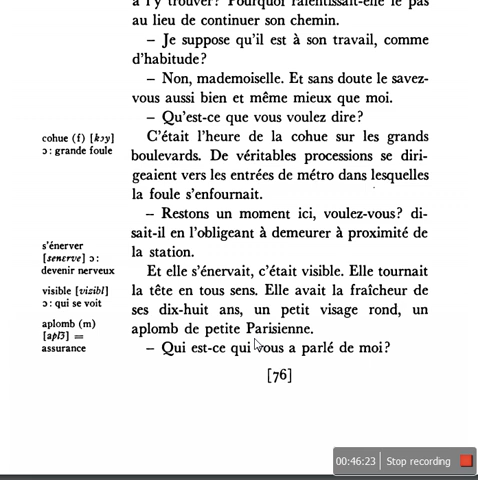 à l'y trouver? Pourquoi ralentissait-elle le pas
au lieu de continuer son chemin.
– Je suppose qu'il est à son travail, comme
d'habitude?
– Non, mademoiselle. Et sans doute le savez-
vous aussi bien et même mieux que moi.
– Qu'est-ce que vous voulez dire?
cohue (f) [kɔy]
ɔ: grande foule
C'était l'heure de la cohue sur les grands
boulevards. De véritables processions se diri-
geaient vers les entrées de métro dans lesquelles
la foule s'enfournait.
– Restons un moment ici, voulez-vous? di-
sait-il en l'obligeant à demeurer à proximité de
la station.
s'énerver
[senɛrve] ɔ:
devenir nerveux
visible [vizibl]
ɔ: qui se voit
aplomb (m)
[aplɔ̃] =
assurance
Et elle s'énervait, c'était visible. Elle tournait
la tête en tous sens. Elle avait la fraîcheur de
ses dix-huit ans, un petit visage rond, un
aplomb de petite Parisienne.
– Qui est-ce qui vous a parlé de moi?
[76]
00:46:23 Stop recording